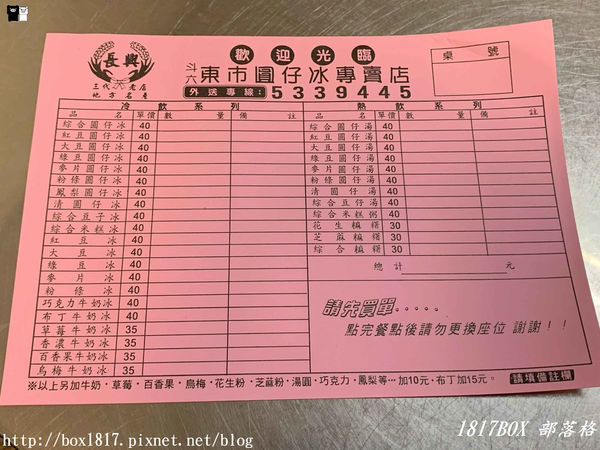 長興
三代老店
地方名產
歡迎光臨
斗六 東市圓仔冰專賣店
外送專線：5339445
桌 號
冷飲系列
品名 單價 數量 備註
綜合圓仔冰 40
紅豆圓仔冰 40
大豆圓仔冰 40
綠豆圓仔冰 40
麥片圓仔冰 40
粉條圓仔冰 40
鳳梨圓仔冰 40
清圓仔冰 40
綜合豆子冰 40
綜合米糕冰 40
紅豆冰 40
大豆冰 40
綠豆冰 40
麥片冰 40
粉條冰 40
巧克力牛奶冰 40
布丁牛奶冰 40
草莓牛奶冰 35
香濃牛奶冰 35
百香果牛奶冰 35
烏梅牛奶冰 35
熱飲系列
品名 單價 數量 備註
綜合圓仔湯 40
紅豆圓仔湯 40
大豆圓仔湯 40
綠豆圓仔湯 40
麥片圓仔湯 40
粉條圓仔湯 40
清圓仔湯 40
綜合豆仔湯 40
綜合米糕粥 40
花生麻糬 30
芝麻麻糬 30
綜合麻糬 30
總計 元
請先買單‧‧‧‧‧
點完餐點後請勿更換座位 謝謝！！
※以上另加牛奶‧草莓‧百香果‧烏梅‧花生粉‧芝蔴粉‧湯圓‧巧克力‧鳳梨等…加10元‧布丁加15元。
請填備註欄
http://box1817.pixnet.net/blog
1817BOX 部落格